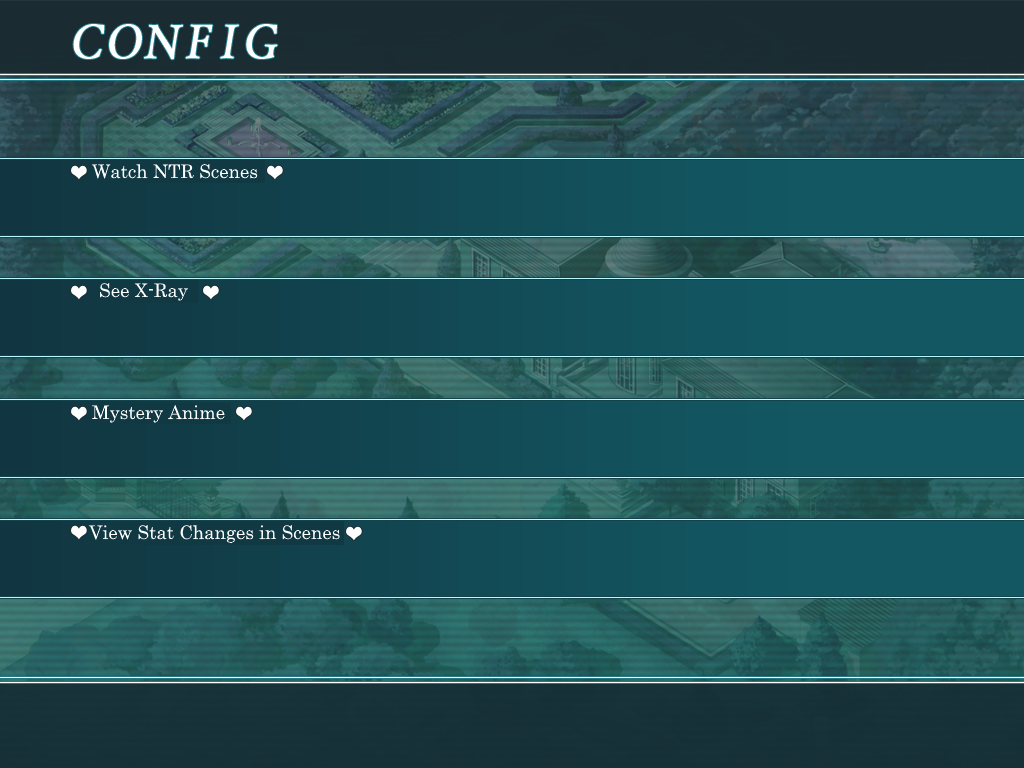 CONFIG
♥ Watch NTR Scenes ♥
♥ See X-Ray ♥
♥ Mystery Anime ♥
♥View Stat Changes in Scenes♥